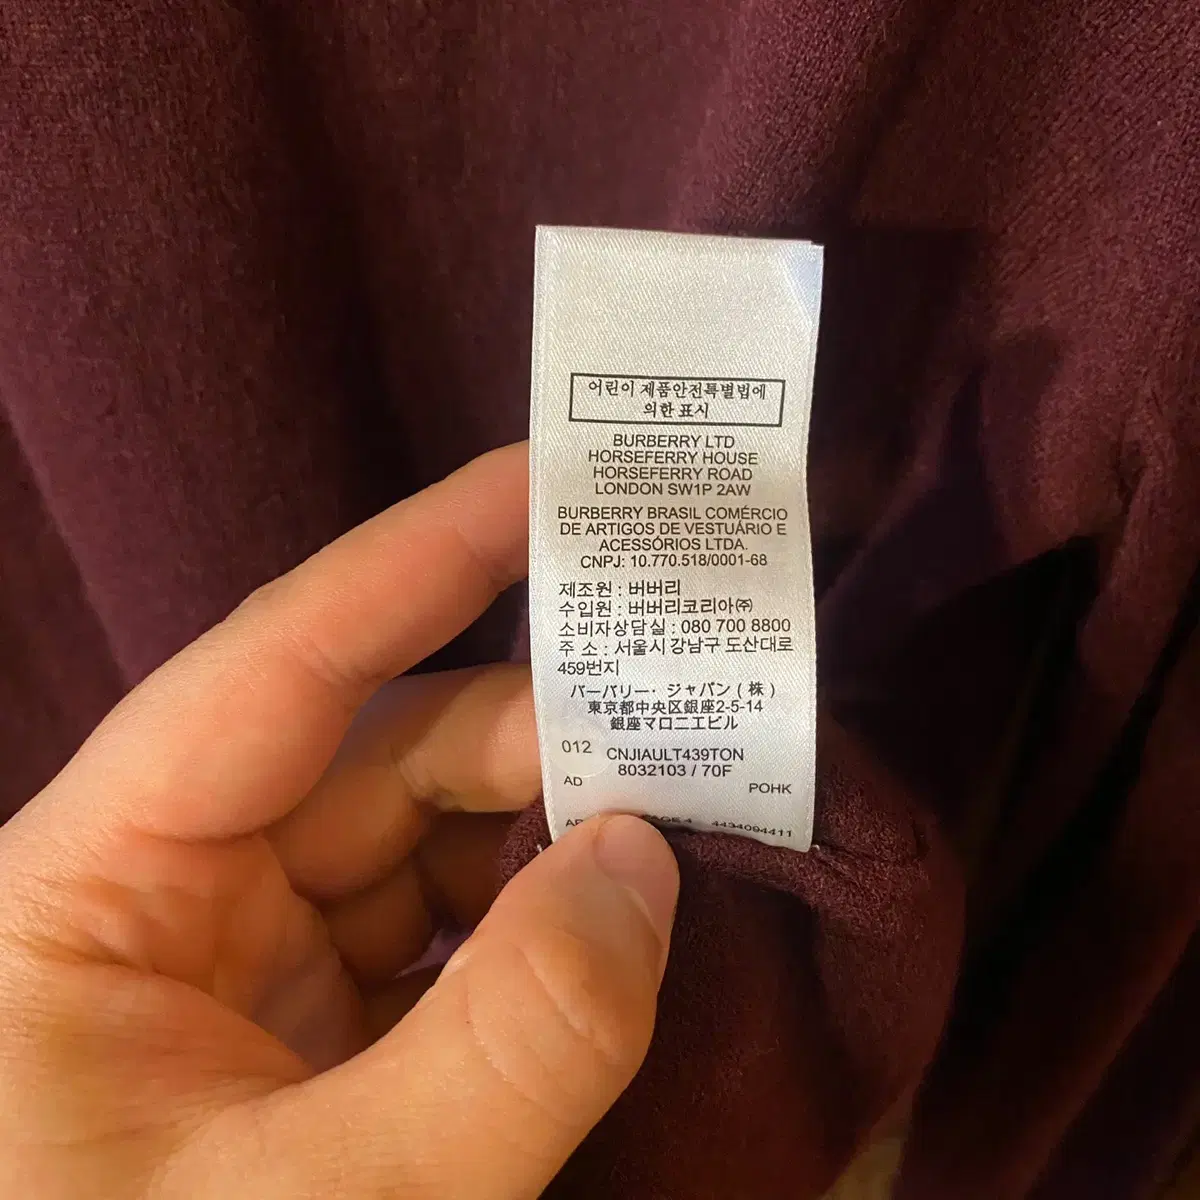 어린이 제품안전특별법에
의한 표시
BURBERRY LTD
HORSEFERRY HOUSE
HORSEFERRY ROAD
LONDON SW1P 2AW
BURBERRY BRASIL COMÉRCIO
DE ARTIGOS DE VESTUÁRIO E
ACESSÓRIOS LTDA.
CNPJ: 10.770.518/0001-68
제조원 : 버버리
수입원 : 버버리코리아㈜
소비자상담실 : 080 700 8800
주 소 : 서울시 강남구 도산대로
459번지
バーバリー・ジャパン ( 株 )
東京都中央区銀座2-5-14
銀座マロニエビル
012
CNJIAULT439TON
8032103 / 70F
AD
POHK
4434094411